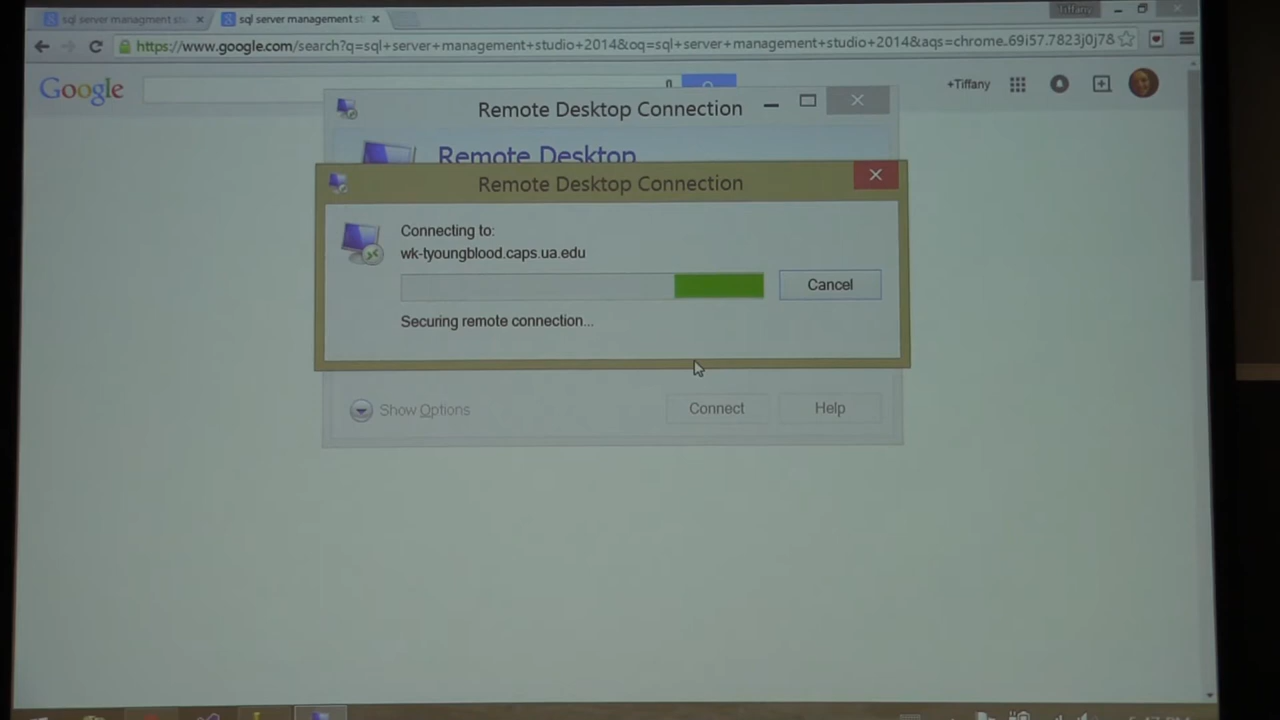 sql server managment stu
sql server management st
Tiffany
https://www.google.com/search?q=sql+server+management+studio+2014&oq=sql+server+management+studio+2014&aqs=chrome..69i57.7823j0j78
Google
+Tiffany
Remote Desktop Connection
Remote Desktop
Remote Desktop Connection
Connecting to:
wk-tyoungblood.caps.ua.edu
Cancel
Securing remote connection...
Show Options
Connect
Help